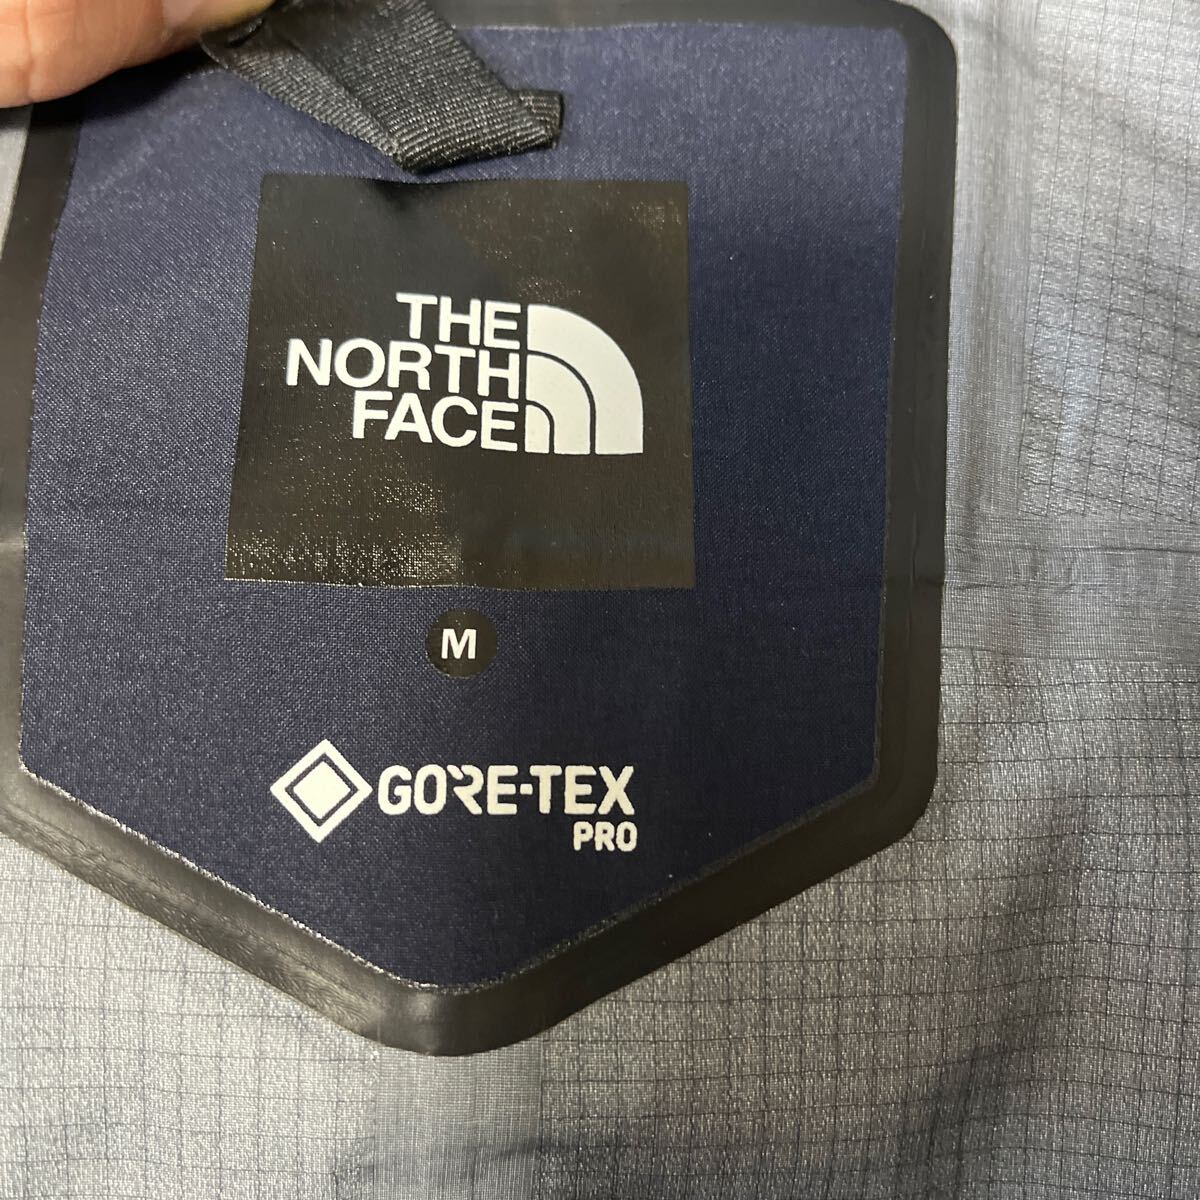 THE
NORTH
FACE
M
GORE-TEX
PRO